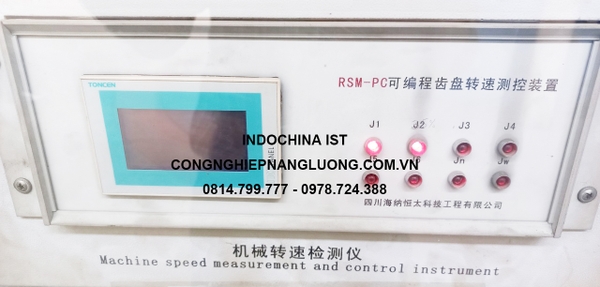 TONCEN
RSM-PC可编程齿盘转速测控装置
J1 J2 J3 J4
INDOCHINA IST
CONGNGHIEPNANGLUONG.COM.VN
Jn Jw
0814.799.777 - 0978.724.388
四川海纳恒太科技工程有限公司
机械转速检测仪
Machine speed measurement and control instrument